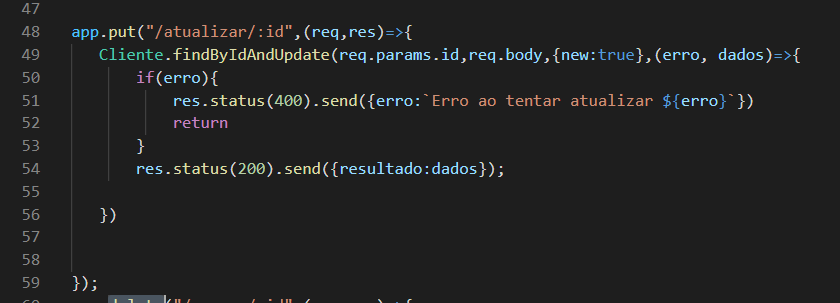 47
48 app.put("/atualizar/:id",(req,res)=>{
49 Cliente.findByIdAndUpdate(req.params.id,req.body,{new:true},(erro, dados)=>{
50 if(erro){
51 res.status(400).send({erro:`Erro ao tentar atualizar ${erro}`})
52 return
53 }
54 res.status(200).send({resultado:dados});
55
56 })
57
58
59 });